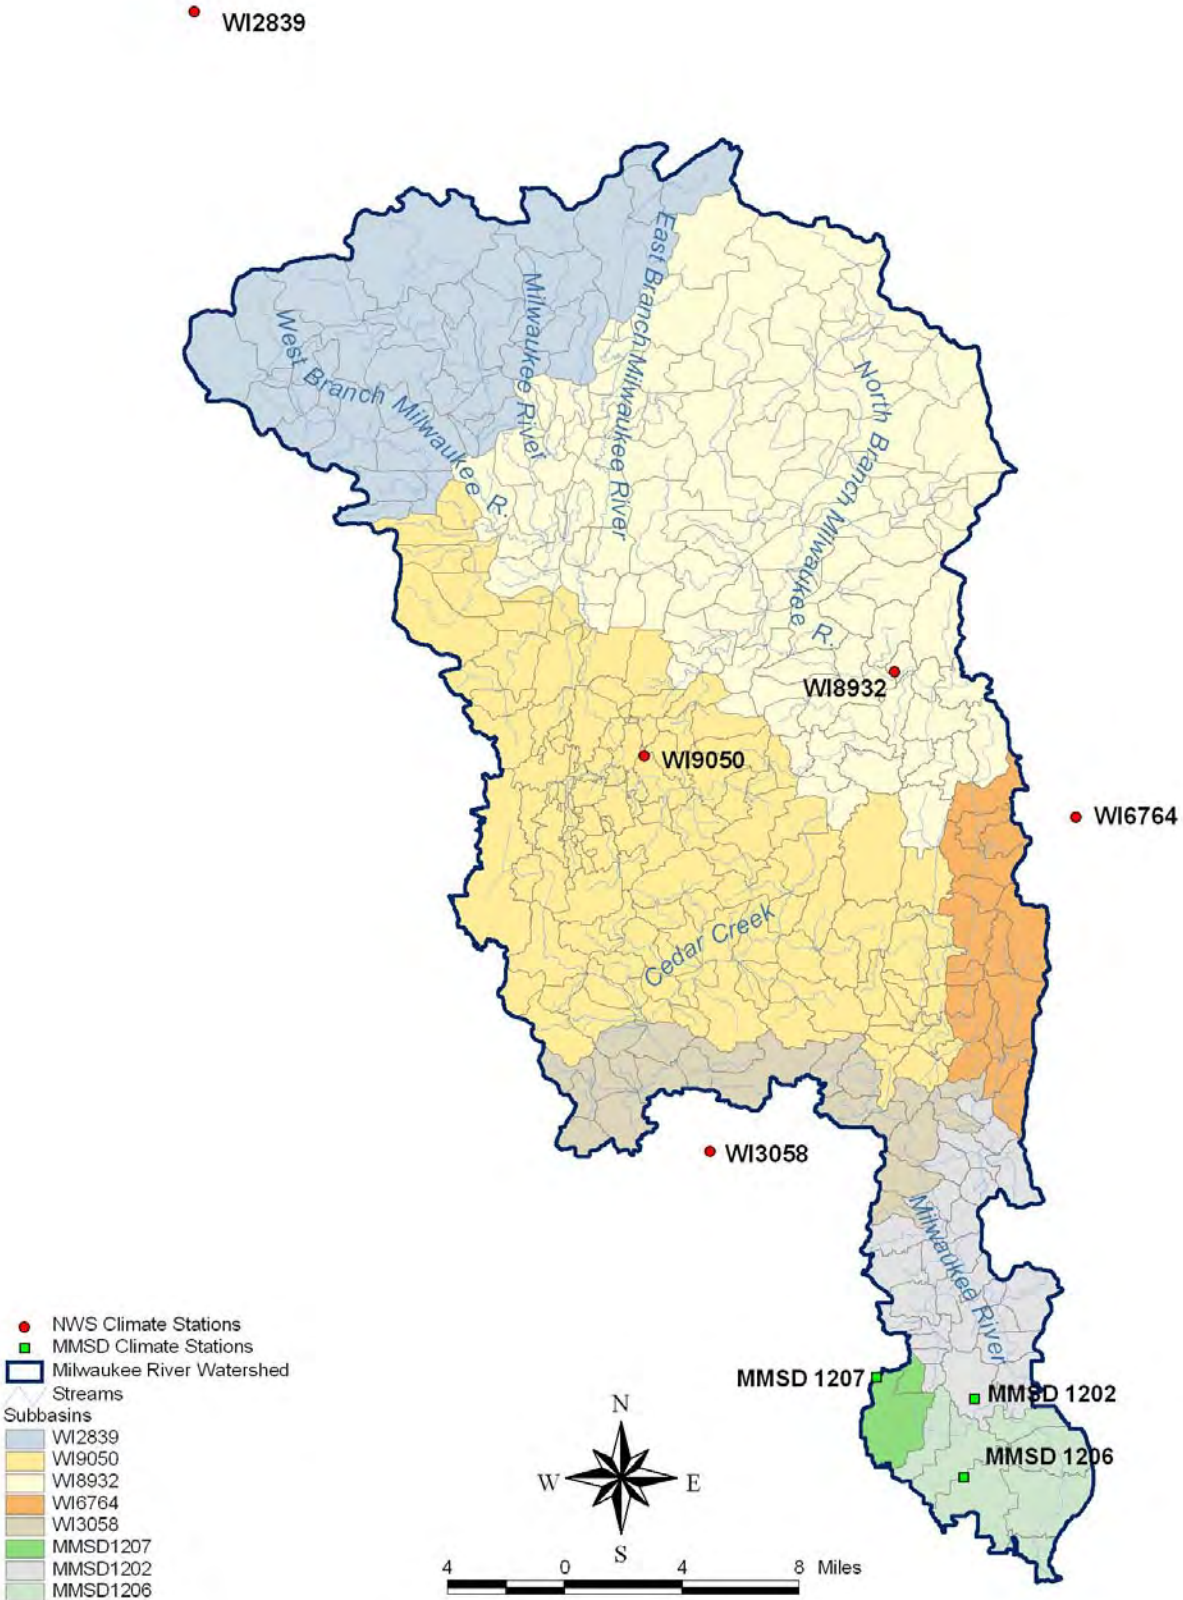 WI2839
East Branch Milwaukee River
Milwaukee River
West Branch Milwaukee R.
North Branch Milwaukee R.
WI8932
WI9050
WI6764
Cedar Creek
WI3058
Milwaukee River
MMSD 1207
MMSD 1202
MMSD 1206
NWS Climate Stations
MMSD Climate Stations
Milwaukee River Watershed
Streams
Subbasins
WI2839
WI9050
WI8932
WI6764
WI3058
MMSD1207
MMSD1202
MMSD1206
N
W E
S
4 0 4 8 Miles